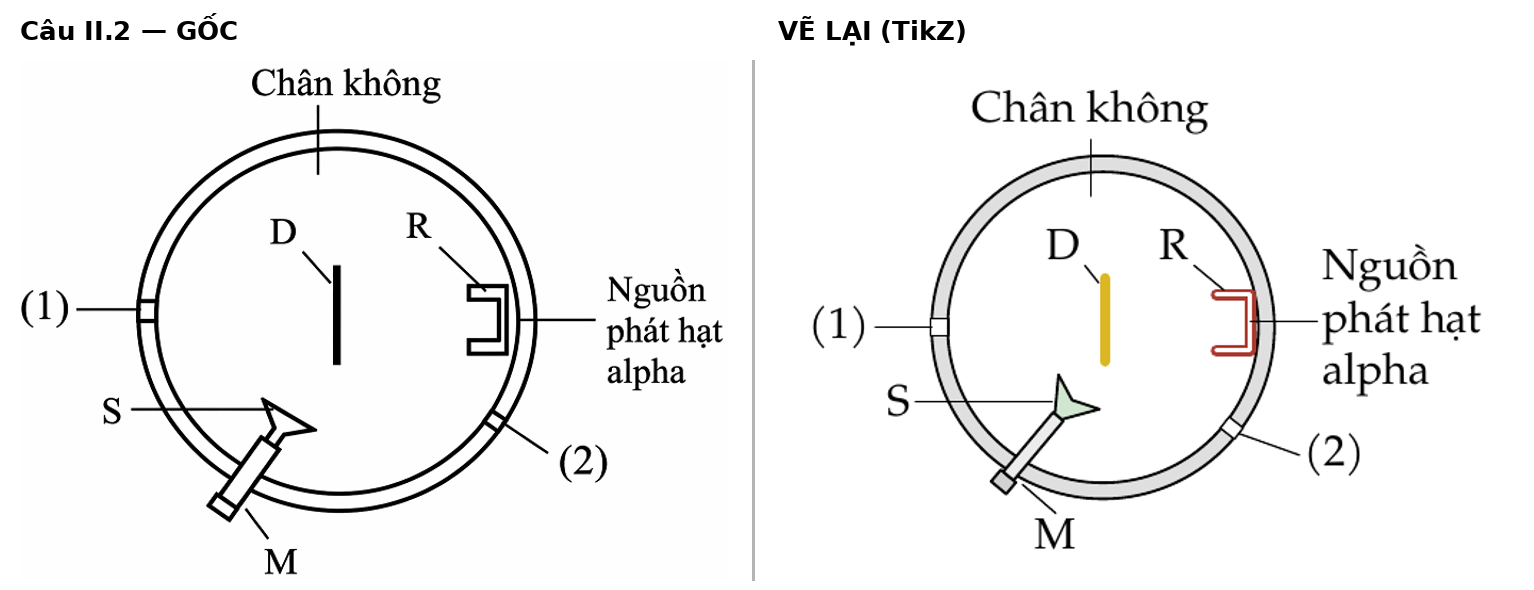 Câu II.2 — GỐC
Chân không
D
R
(1)
Nguồn
phát hạt
alpha
S
(2)
M
VẼ LẠI (TikZ)
Chân không
D
R
(1)
Nguồn
phát hạt
alpha
S
(2)
M